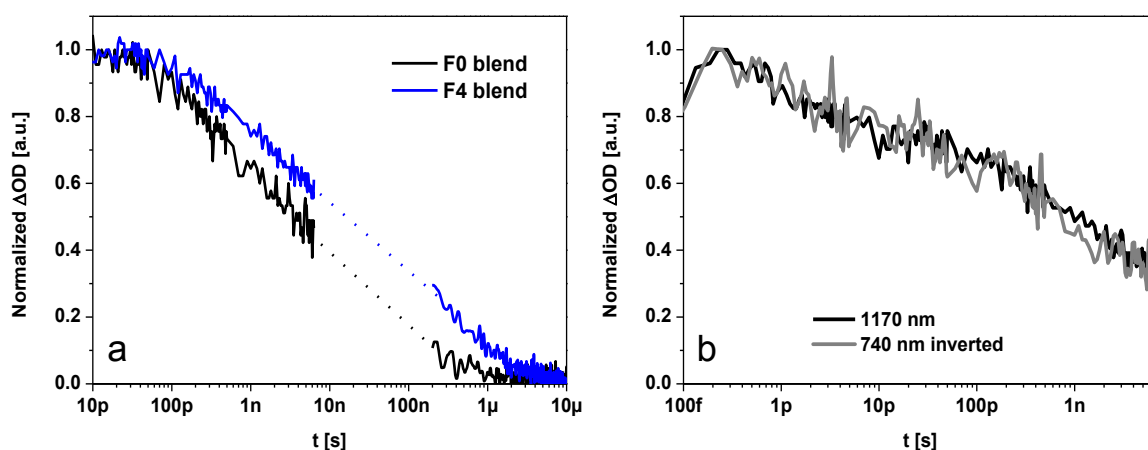 Normalized ΔOD [a.u.]
1.0
0.8
0.6
0.4
0.2
0.0
F0 blend
F4 blend
a
10p 100p 1n 10n 100n 1µ 10µ
t [s]
Normalized ΔOD [a.u.]
1.0
0.8
0.6
0.4
0.2
0.0
1170 nm
740 nm inverted
b
100f 1p 10p 100p 1n
t [s]